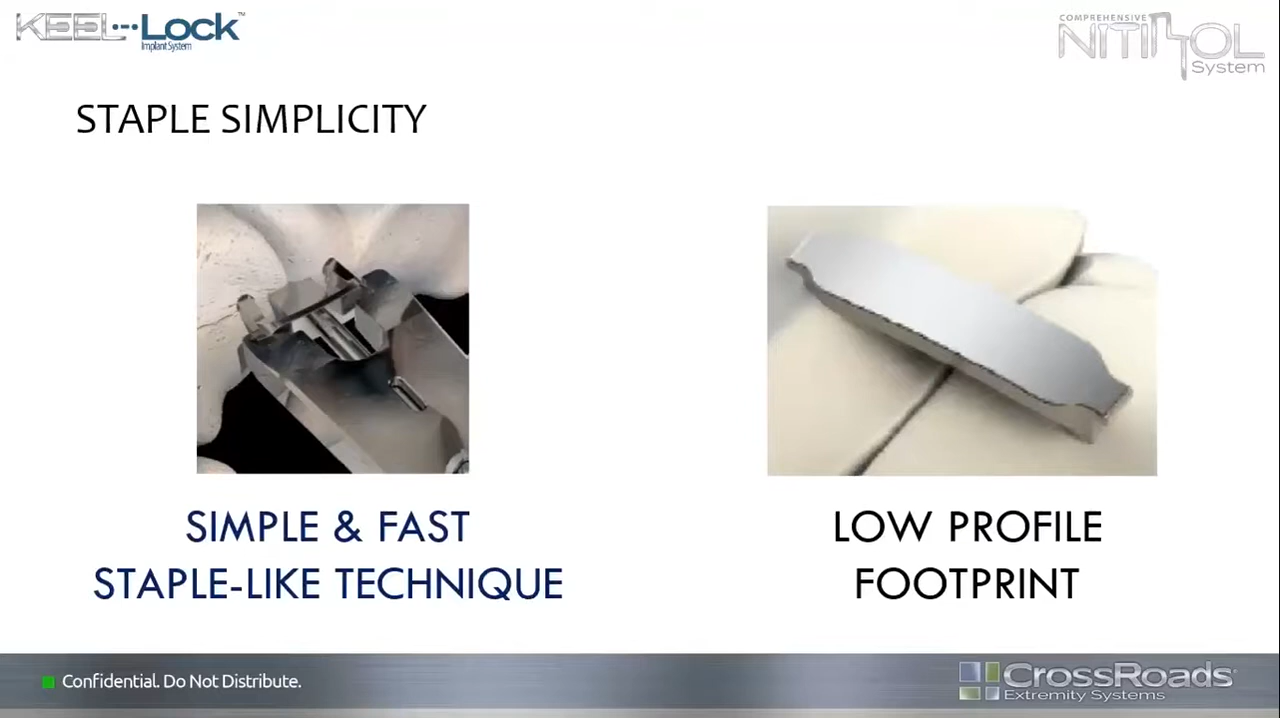 KEEL-Lock™
Implant System
COMPREHENSIVE
NITINOL
System
STAPLE SIMPLICITY
SIMPLE & FAST
STAPLE-LIKE TECHNIQUE
LOW PROFILE
FOOTPRINT
Confidential. Do Not Distribute.
CrossRoads®
Extremity Systems